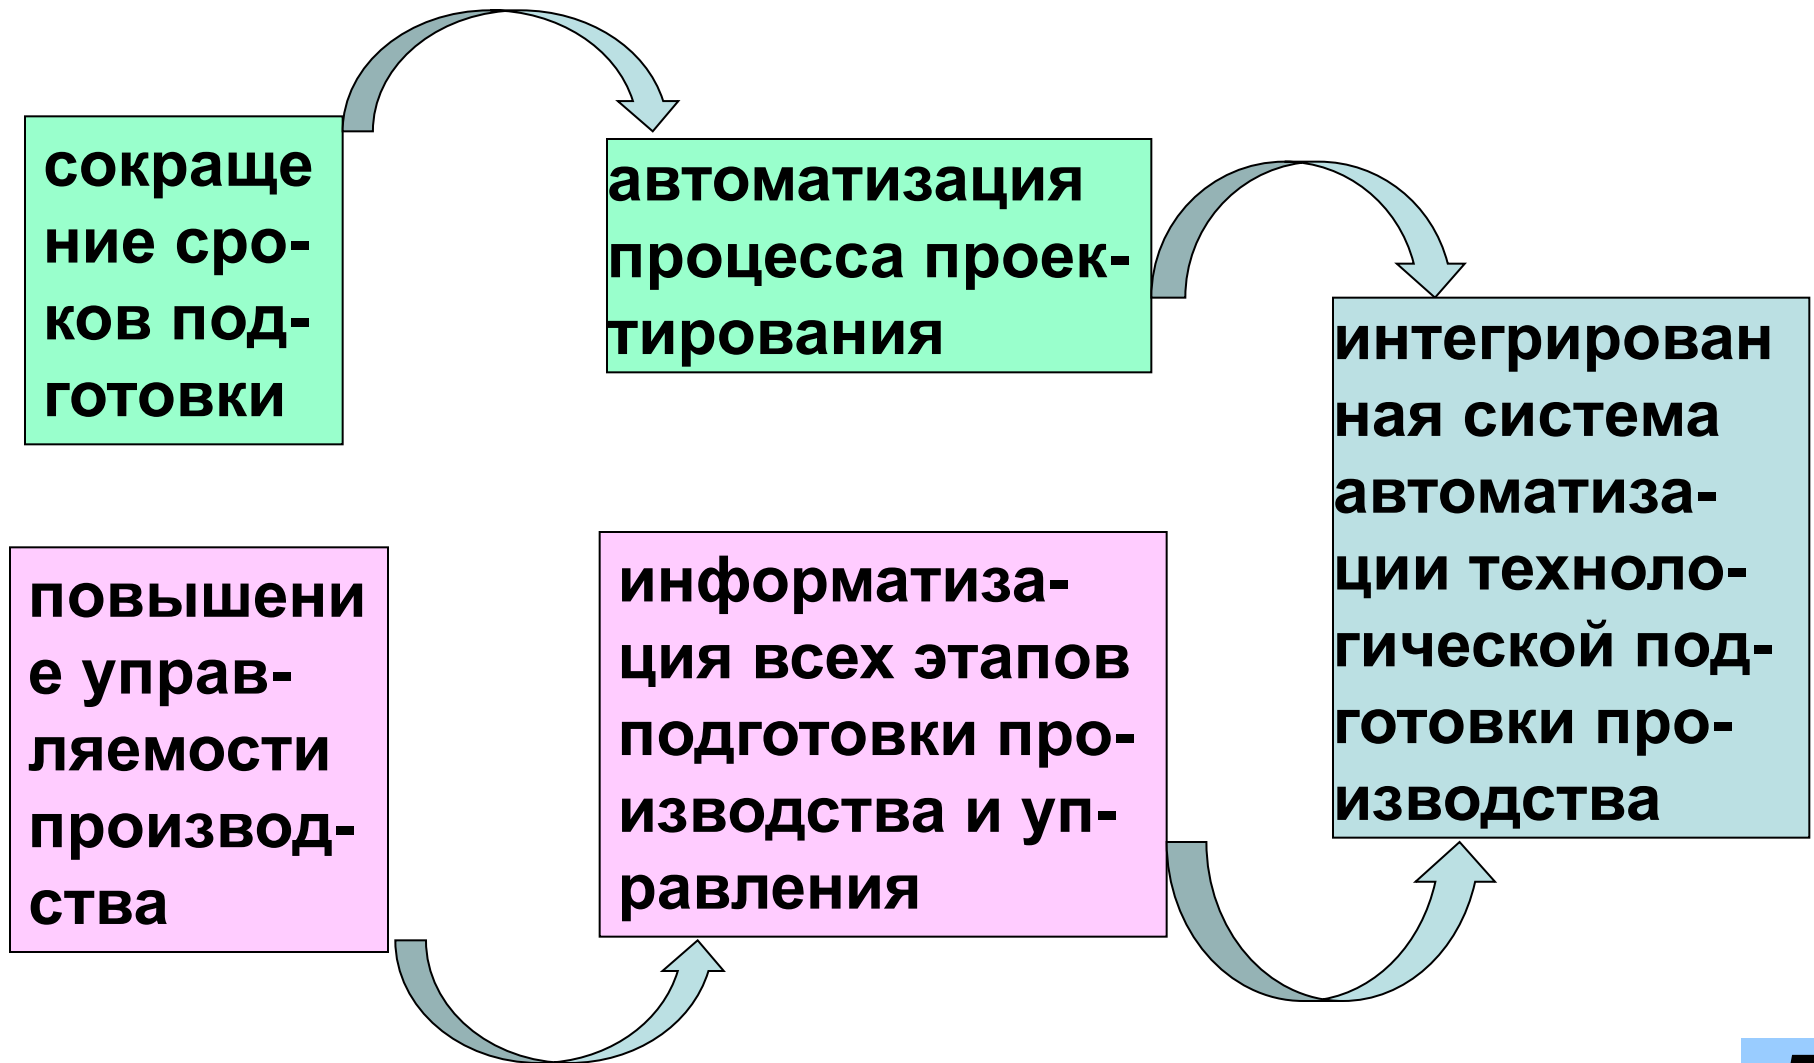 сокраще
ние сро-
ков под-
готовки
автоматизация
процесса проек-
тирования
интегрирован
ная система
автоматиза-
ции техноло-
гической под-
готовки про-
изводства
повышени
е управ-
ляемости
производ-
ства
информатиза-
ция всех этапов
подготовки про-
изводства и уп-
равления